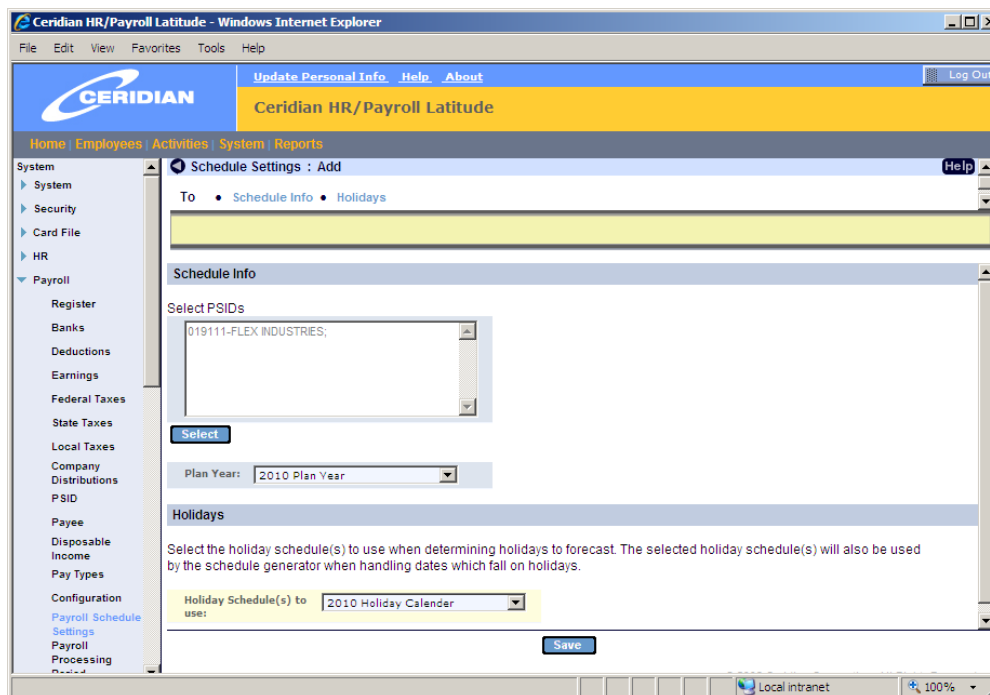 Ceridian HR/Payroll Latitude - Windows Internet Explorer
File Edit View Favorites Tools Help
CERIDIAN
Update Personal Info Help About
Log Out
Ceridian HR/Payroll Latitude
Home | Employees | Activities | System | Reports
System
System
Security
Card File
HR
Payroll
Register
Banks
Deductions
Earnings
Federal Taxes
State Taxes
Local Taxes
Company
Distributions
PSID
Payee
Disposable
Income
Pay Types
Configuration
Payroll Schedule
Settings
Payroll
Processing
Period
Schedule Settings : Add
Help
To • Schedule Info • Holidays
Schedule Info
Select PSIDs
019111-FLEX INDUSTRIES;
Select
Plan Year: 2010 Plan Year
Holidays
Select the holiday schedule(s) to use when determining holidays to forecast. The selected holiday schedule(s) will also be used
by the schedule generator when handling dates which fall on holidays.
Holiday Schedule(s) to
use:
2010 Holiday Calender
Save
Local intranet
100%